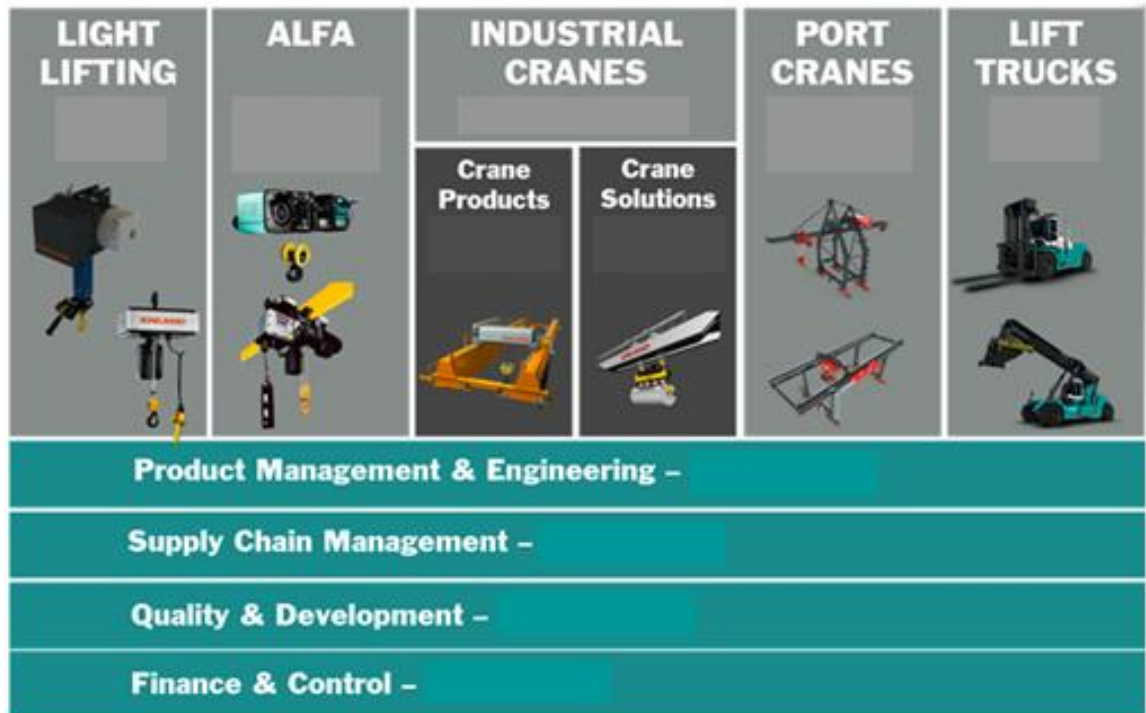 LIGHT
LIFTING
ALFA
INDUSTRIAL
CRANES
Crane
Products
Crane
Solutions
PORT
CRANES
LIFT
TRUCKS
Product Management & Engineering –
Supply Chain Management –
Quality & Development –
Finance & Control –